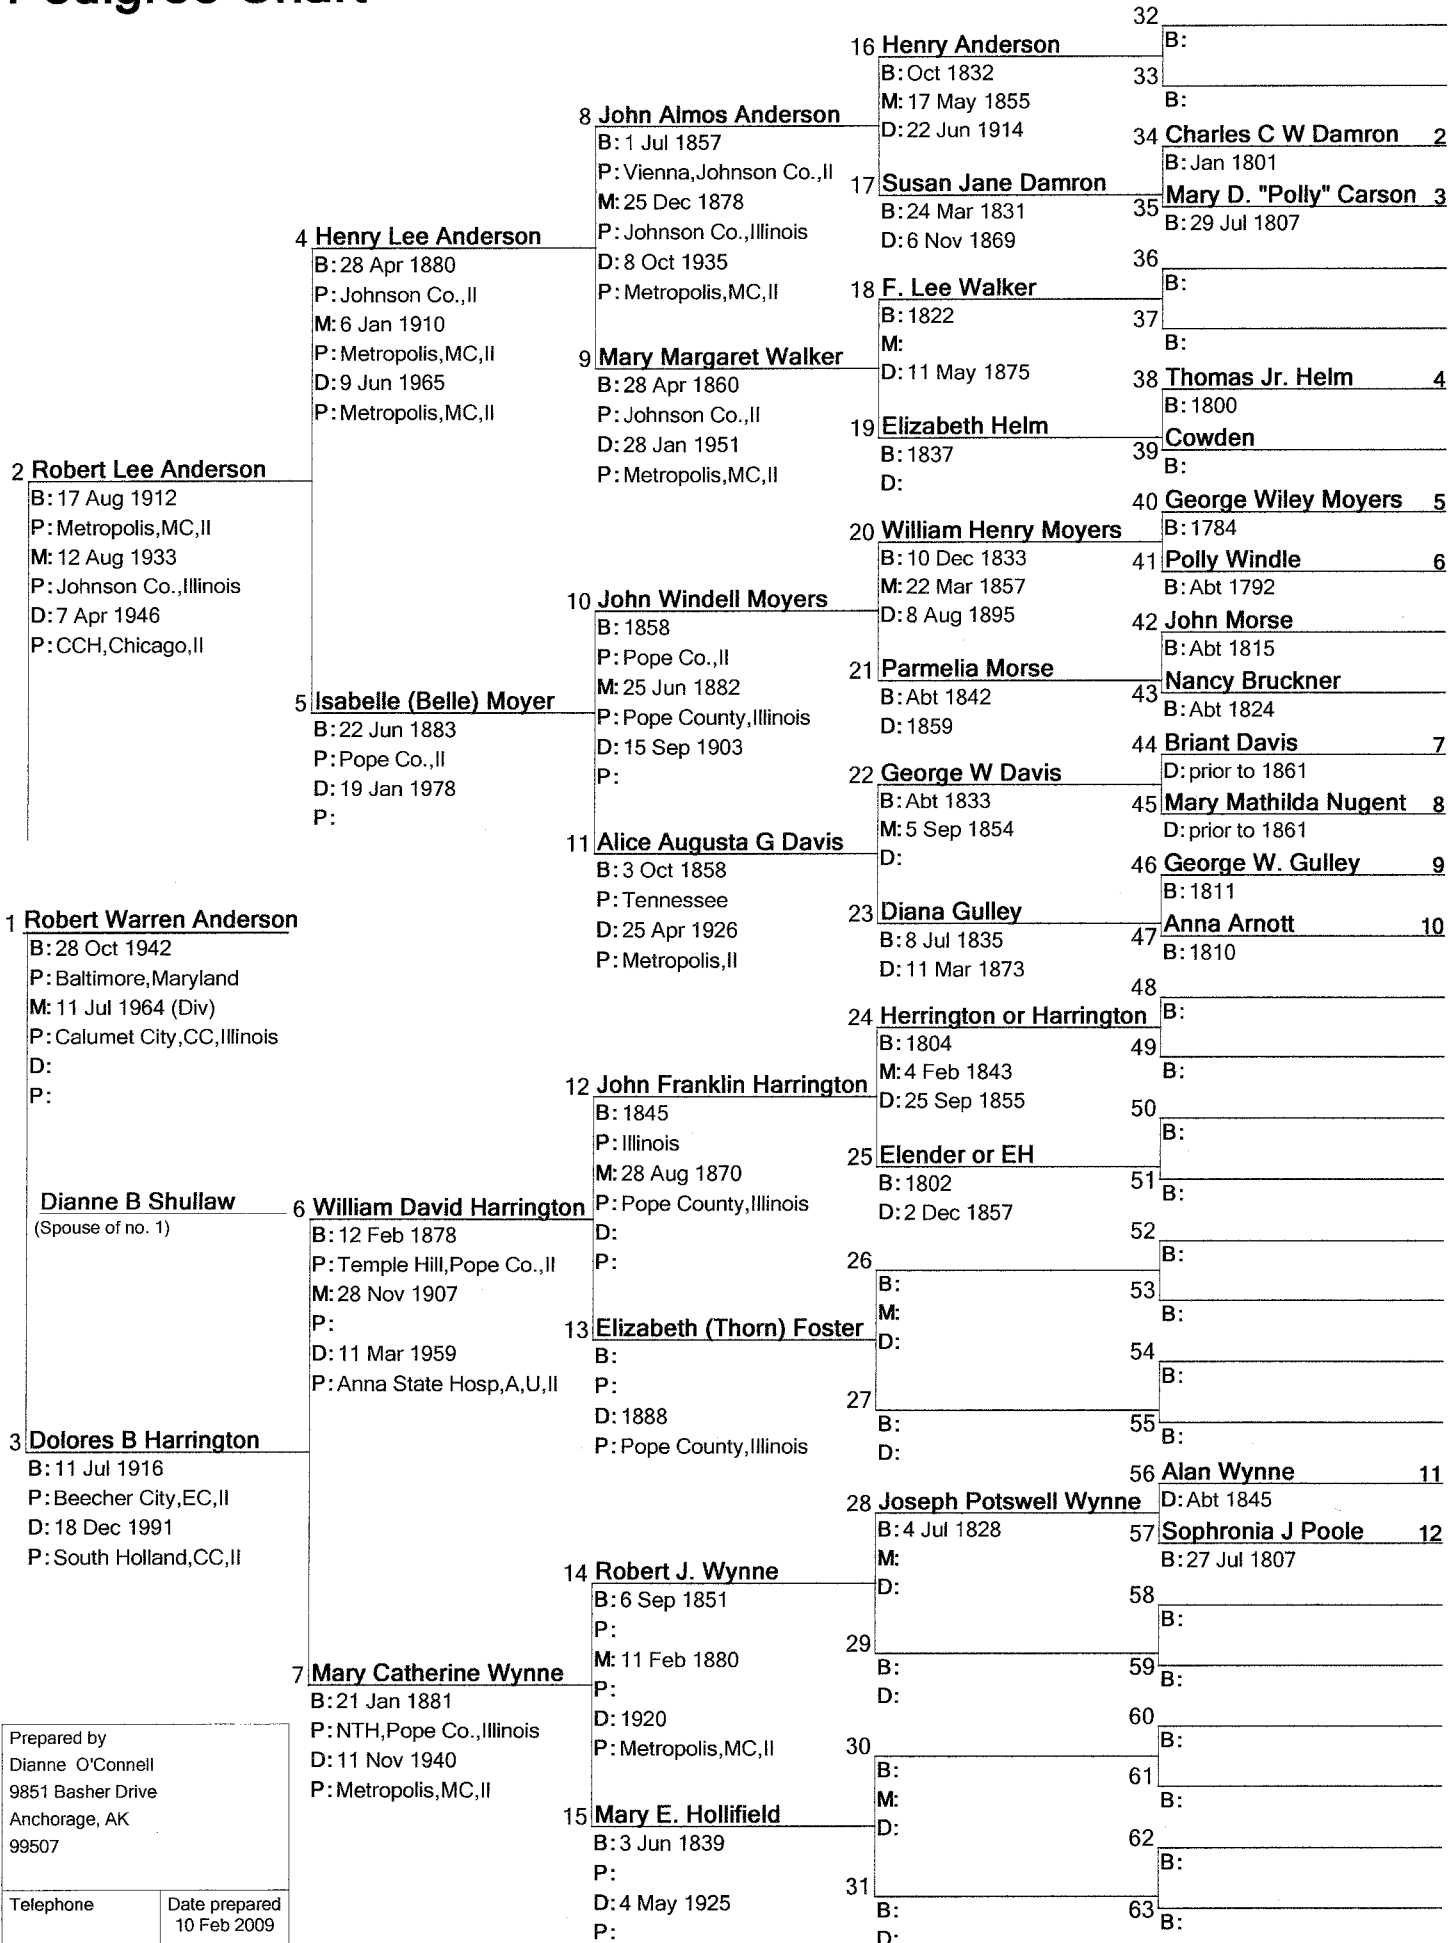 Pedigree Chart
1 Robert Warren Anderson
B: 28 Oct 1942
P: Baltimore,Maryland
M: 11 Jul 1964 (Div)
P: Calumet City,CC,Illinois
D:
P:
Dianne B Shullaw
(Spouse of no. 1)
2 Robert Lee Anderson
B: 17 Aug 1912
P: Metropolis,MC,Il
M: 12 Aug 1933
P: Johnson Co.,Illinois
D: 7 Apr 1946
P: CCH,Chicago,Il
3 Dolores B Harrington
B: 11 Jul 1916
P: Beecher City,EC,Il
D: 18 Dec 1991
P: South Holland,CC,Il
4 Henry Lee Anderson
B: 28 Apr 1880
P: Johnson Co.,Il
M: 6 Jan 1910
P: Metropolis,MC,Il
D: 9 Jun 1965
P: Metropolis,MC,Il
5 Isabelle (Belle) Moyer
B: 22 Jun 1883
P: Pope Co.,Il
D: 19 Jan 1978
P:
6 William David Harrington
B: 12 Feb 1878
P: Temple Hill,Pope Co.,Il
M: 28 Nov 1907
P:
D: 11 Mar 1959
P: Anna State Hosp,A,U,Il
7 Mary Catherine Wynne
B: 21 Jan 1881
P: NTH,Pope Co.,Illinois
D: 11 Nov 1940
P: Metropolis,MC,Il
8 John Almos Anderson
B: 1 Jul 1857
P: Vienna,Johnson Co.,Il
M: 25 Dec 1878
P: Johnson Co.,Illinois
D: 8 Oct 1935
P: Metropolis,MC,Il
9 Mary Margaret Walker
B: 28 Apr 1860
P: Johnson Co.,Il
D: 28 Jan 1951
P: Metropolis,MC,Il
10 John Windell Moyers
B: 1858
P: Pope Co.,Il
M: 25 Jun 1882
P: Pope County,Illinois
D: 15 Sep 1903
P:
11 Alice Augusta G Davis
B: 3 Oct 1858
P: Tennessee
D: 25 Apr 1926
P: Metropolis,Il
12 John Franklin Harrington
B: 1845
P: Illinois
M: 28 Aug 1870
P: Pope County,Illinois
D:
P:
13 Elizabeth (Thorn) Foster
B:
P:
D: 1888
P: Pope County,Illinois
14 Robert J. Wynne
B: 6 Sep 1851
P:
M: 11 Feb 1880
P:
D: 1920
P: Metropolis,MC,Il
15 Mary E. Hollifield
B: 3 Jun 1839
P:
D: 4 May 1925
P:
16 Henry Anderson
B: Oct 1832
M: 17 May 1855
D: 22 Jun 1914
17 Susan Jane Damron
B: 24 Mar 1831
D: 6 Nov 1869
18 F. Lee Walker
B: 1822
M:
D: 11 May 1875
19 Elizabeth Helm
B: 1837
D:
20 William Henry Moyers
B: 10 Dec 1833
M: 22 Mar 1857
D: 8 Aug 1895
21 Parmelia Morse
B: Abt 1842
D: 1859
22 George W Davis
B: Abt 1833
M: 5 Sep 1854
D:
23 Diana Gulley
B: 8 Jul 1835
D: 11 Mar 1873
24 Herrington or Harrington
B: 1804
M: 4 Feb 1843
D: 25 Sep 1855
25 Elender or EH
B: 1802
D: 2 Dec 1857
26
B:
M:
D:
27
B:
D:
28 Joseph Potswell Wynne
B: 4 Jul 1828
M:
D:
29
B:
D:
30
B:
M:
D:
31
B:
D:
32
B:
33
B:
34 Charles C W Damron 2
B: Jan 1801
35 Mary D. "Polly" Carson 3
B: 29 Jul 1807
36
B:
37
B:
38 Thomas Jr. Helm 4
B: 1800
39 Cowden
B:
40 George Wiley Moyers 5
B: 1784
41 Polly Windle 6
B: Abt 1792
42 John Morse
B: Abt 1815
43 Nancy Bruckner
B: Abt 1824
44 Briant Davis 7
D: prior to 1861
45 Mary Mathilda Nugent 8
D: prior to 1861
46 George W. Gulley 9
B: 1811
47 Anna Arnott 10
B: 1810
48
B:
49
B:
50
B:
51
B:
52
B:
53
B:
54
B:
55
B:
56 Alan Wynne 11
D: Abt 1845
57 Sophronia J Poole 12
B: 27 Jul 1807
58
B:
59
B:
60
B:
61
B:
62
B:
63
B:
Prepared by
Dianne O'Connell
9851 Basher Drive
Anchorage, AK
99507
Telephone
Date prepared
10 Feb 2009